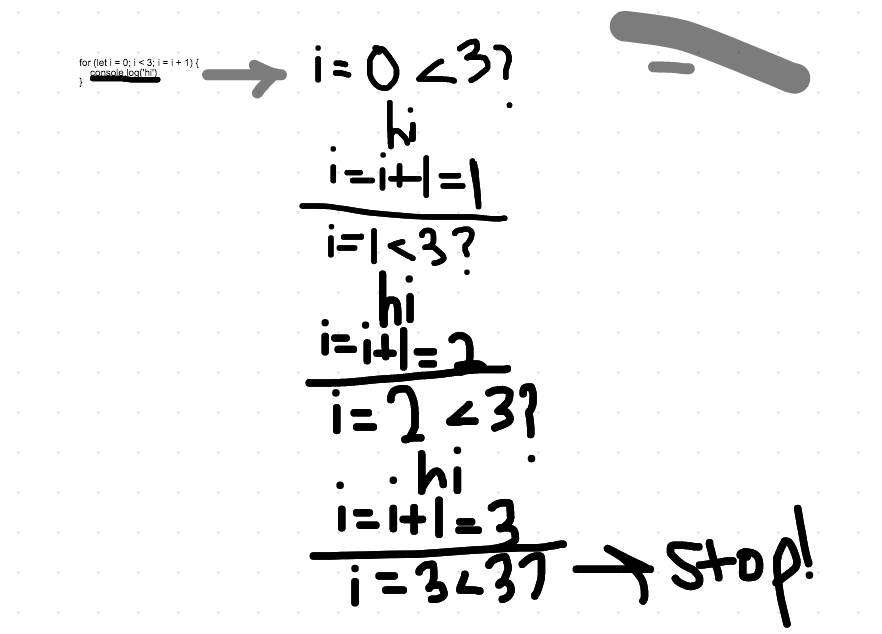 for (let i = 0; i < 3; i = i + 1) {
console.log('hi')
}
i = 0 < 3?
hi
i = i+1 = 1
i = 1 < 3?
hi
i = i+1 = 2
i = 2 < 3?
hi
i = i+1 = 3
i = 3 < 3? → stop!